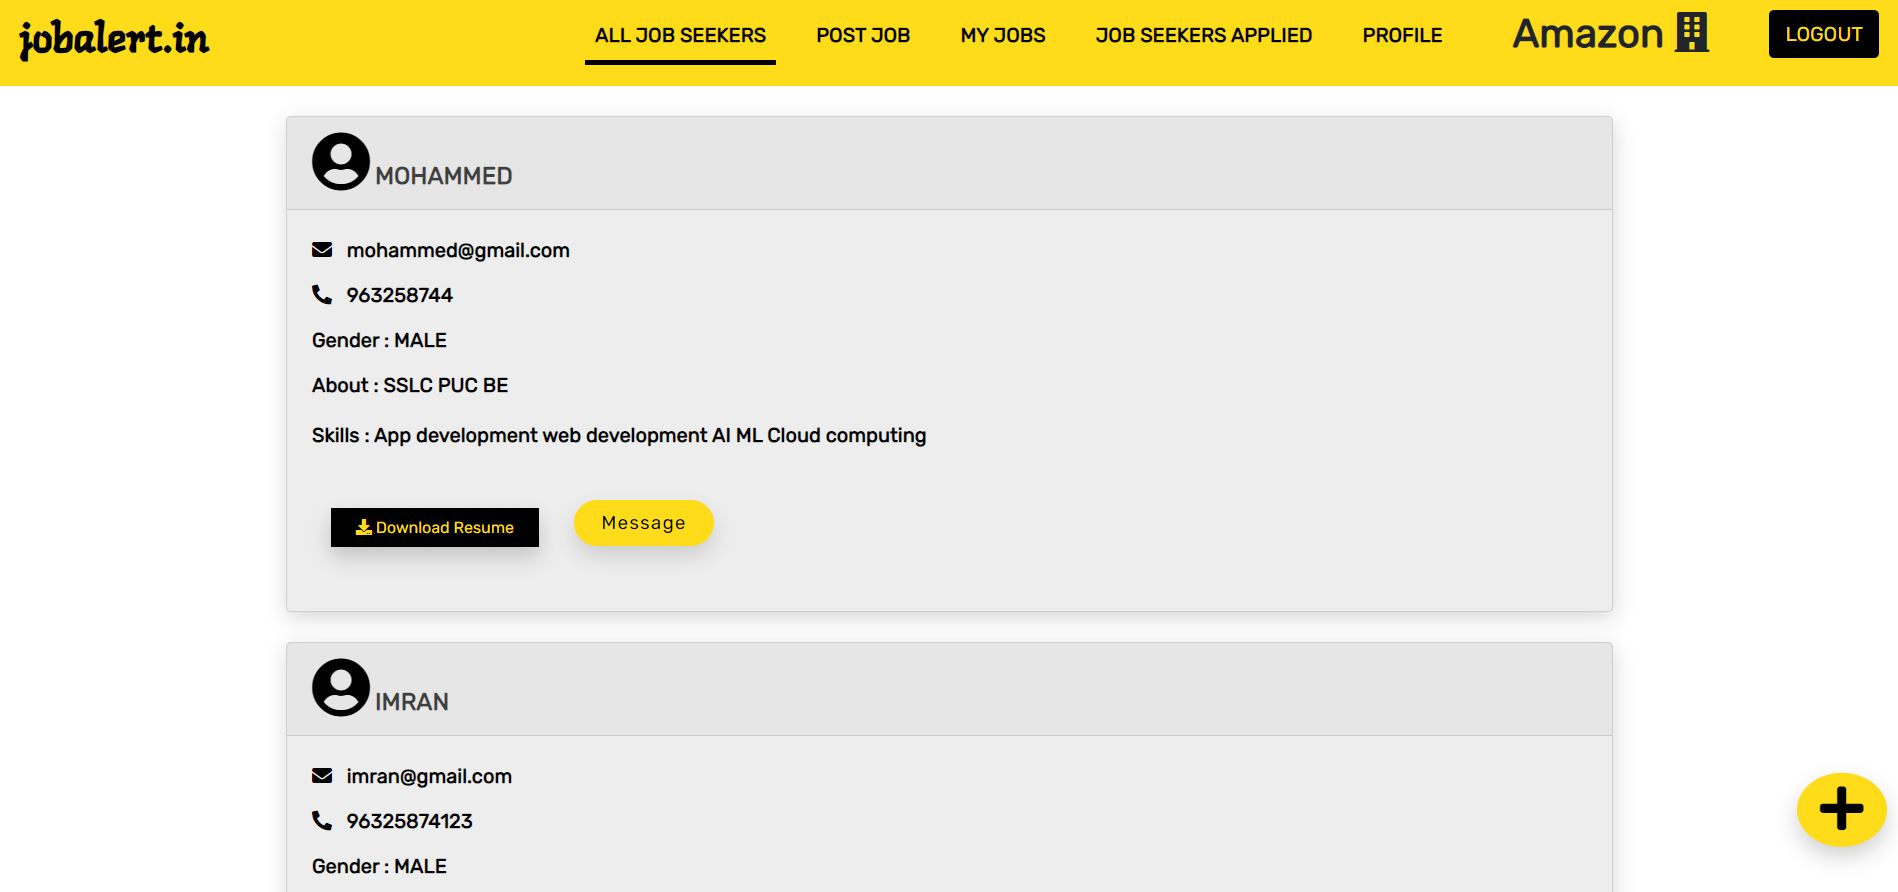 jobalert.in
ALL JOB SEEKERS POST JOB MY JOBS JOB SEEKERS APPLIED PROFILE Amazon LOGOUT
MOHAMMED
mohammed@gmail.com
963258744
Gender : MALE
About : SSLC PUC BE
Skills : App development web development AI ML Cloud computing
Download Resume Message
IMRAN
imran@gmail.com
96325874123
Gender : MALE